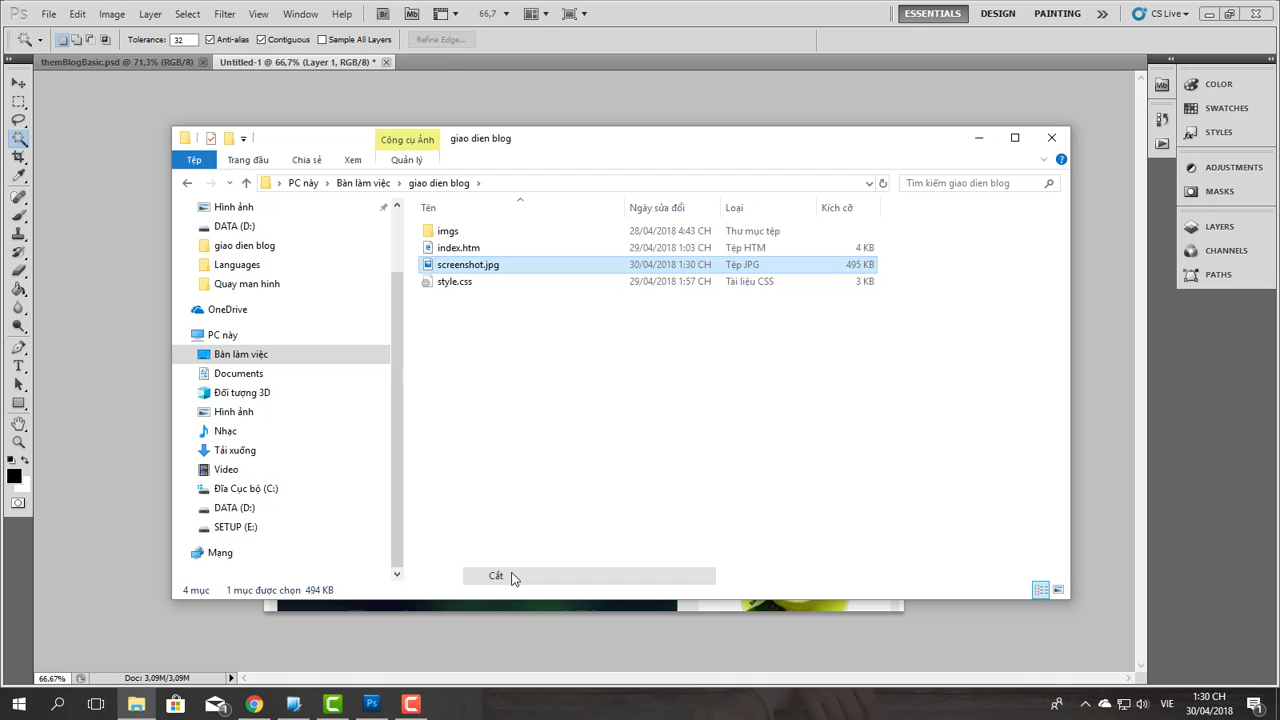 Ps File Edit Image Layer Select Filter View Window Help Br Mb 66,7 ESSENTIALS DESIGN PAINTING CS Live
Tolerance: 32 Anti-alias Contiguous Sample All Layers Refine Edge...
themBlogBasic.psd @ 71,3% (RGB/8) Untitled-1 @ 66,7% (Layer 1, RGB/8) *
Mb COLOR
SWATCHES
STYLES
ADJUSTMENTS
MASKS
LAYERS
CHANNELS
PATHS
Công cụ Ảnh giao dien blog
Tệp Trang đầu Chia sẻ Xem Quản lý
PC này Bàn làm việc giao dien blog Tìm kiếm giao dien blog
Tên Ngày sửa đổi Loại Kích cỡ
imgs 28/04/2018 4:43 CH Thư mục tệp
index.htm 29/04/2018 1:03 CH Tệp HTM 4 KB
screenshot.jpg 30/04/2018 1:30 CH Tệp JPG 495 KB
style.css 29/04/2018 1:57 CH Tài liệu CSS 3 KB
Hình ảnh
DATA (D:)
giao dien blog
Languages
Quay man hinh
OneDrive
PC này
Bàn làm việc
Documents
Đối tượng 3D
Hình ảnh
Nhạc
Tải xuống
Video
Đĩa Cục bộ (C:)
DATA (D:)
SETUP (E:)
Mạng
Cắt
4 mục 1 mục được chọn 494 KB
66.67% Doc: 3,09M/3,09M
Ps VIE 1:30 CH
30/04/2018